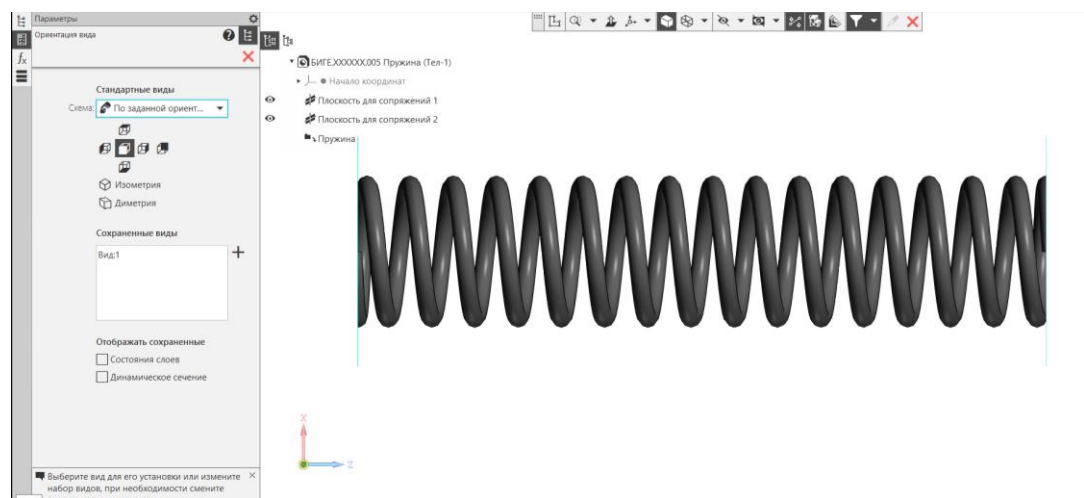 Параметры
Ориентация вида
Стандартные виды
Схема: По заданной ориент...
Изометрия
Диметрия
Сохраненные виды
Вид:1
Отображать сохраненные
Состояния слоев
Динамическое сечение
Выберите вид для его установки или измените
набор видов, при необходимости смените
БИГЕ.XXXXXX.005 Пружина (Тел-1)
Начало координат
Плоскость для сопряжений 1
Плоскость для сопряжений 2
Пружина
X
Z